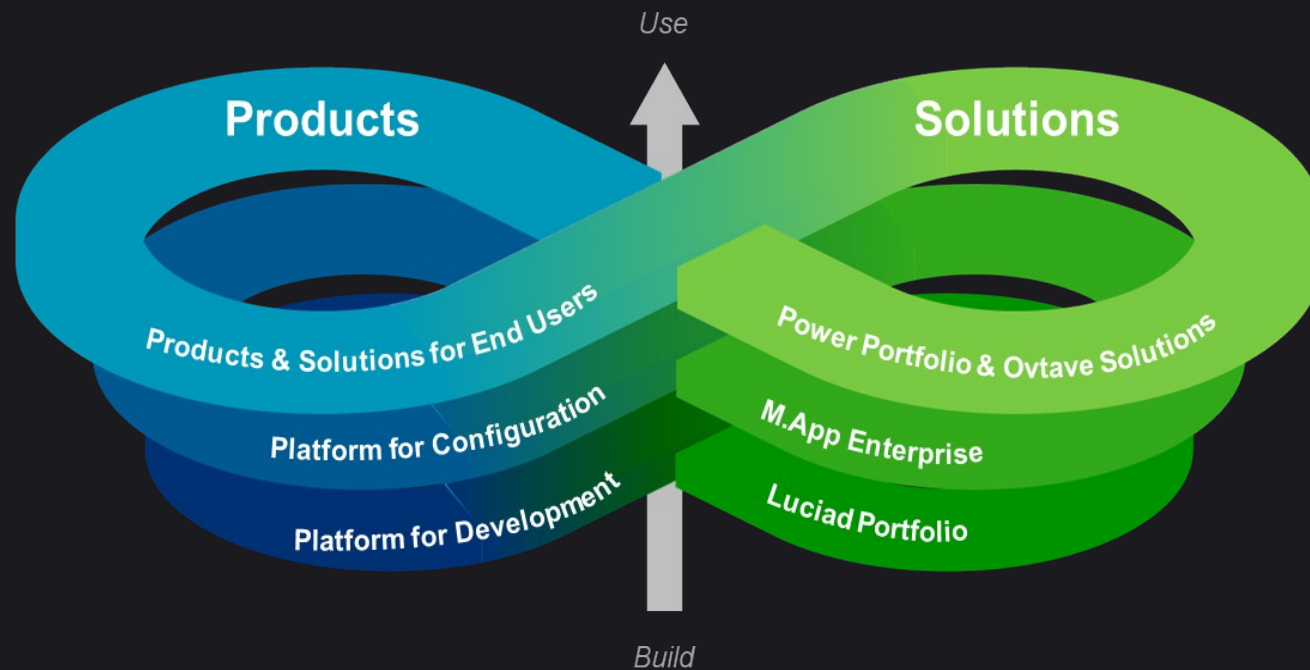 Use
Products
Solutions
Products & Solutions for End Users
Power Portfolio & Ovtave Solutions
Platform for Configuration
M.App Enterprise
Platform for Development
Luciad Portfolio
Build